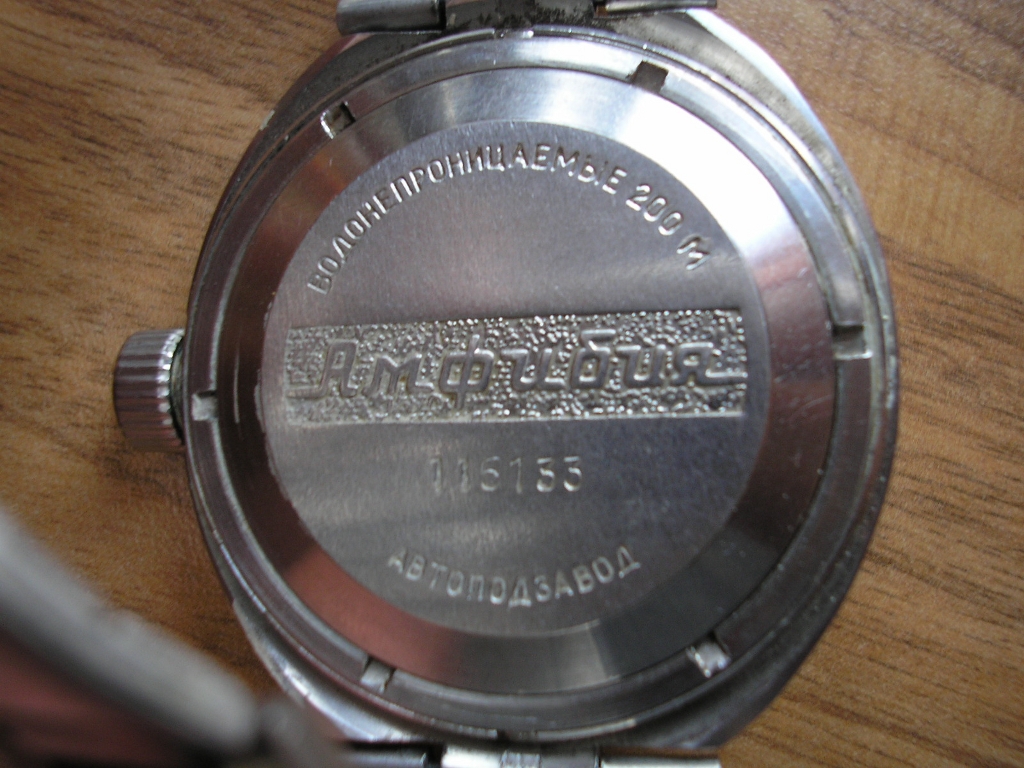 ВОДОНЕПРОНИЦАЕМЫЕ 200 М
Амфибия
116133
АВТОПОДЗАВОД